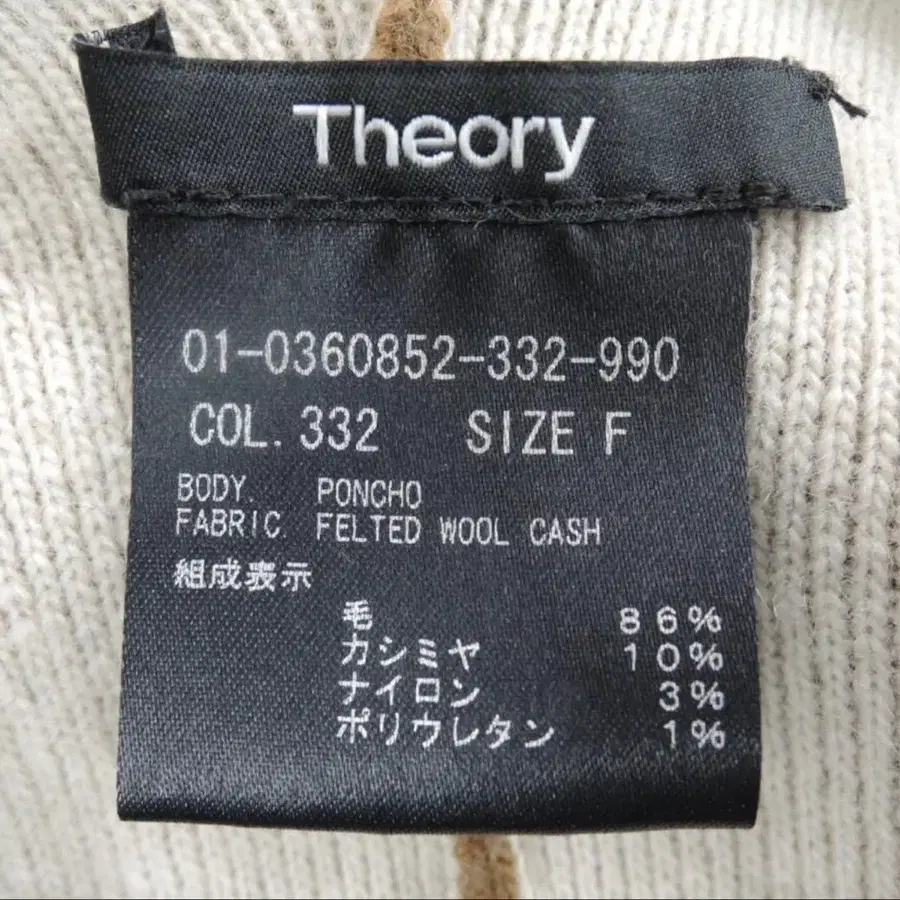 Theory
01-0360852-332-990
COL. 332 SIZE F
BODY. PONCHO
FABRIC. FELTED WOOL CASH
組成表示
毛 86%
カシミヤ 10%
ナイロン 3%
ポリウレタン 1%